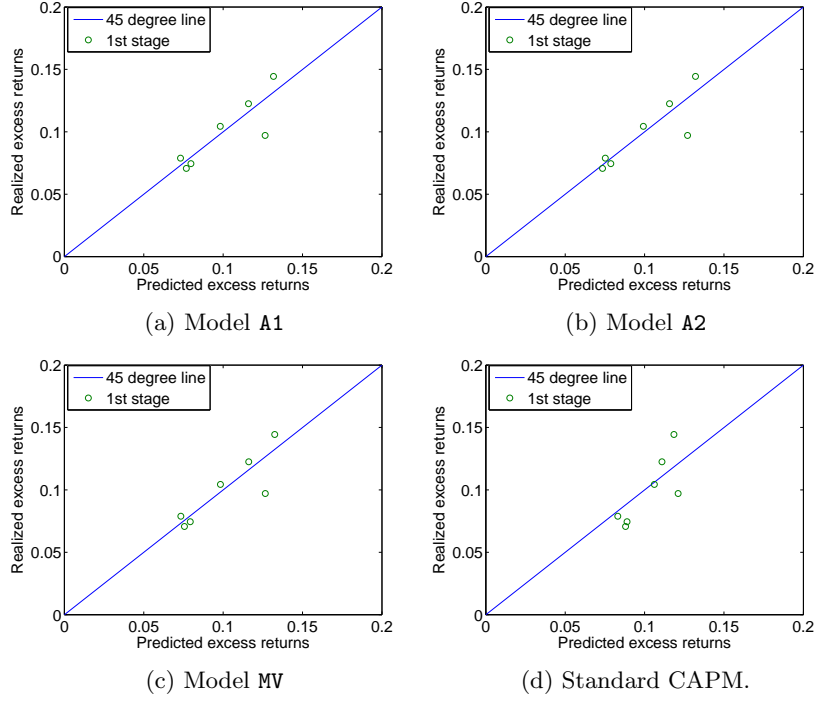 0.2
45 degree line
1st stage
0.15
0.1
0.05
0
Realized excess returns
0 0.05 0.1 0.15 0.2
Predicted excess returns
(a) Model A1
0.2
45 degree line
1st stage
0.15
0.1
0.05
0
Realized excess returns
0 0.05 0.1 0.15 0.2
Predicted excess returns
(b) Model A2
0.2
45 degree line
1st stage
0.15
0.1
0.05
0
Realized excess returns
0 0.05 0.1 0.15 0.2
Predicted excess returns
(c) Model MV
0.2
45 degree line
1st stage
0.15
0.1
0.05
0
Realized excess returns
0 0.05 0.1 0.15 0.2
Predicted excess returns
(d) Standard CAPM.